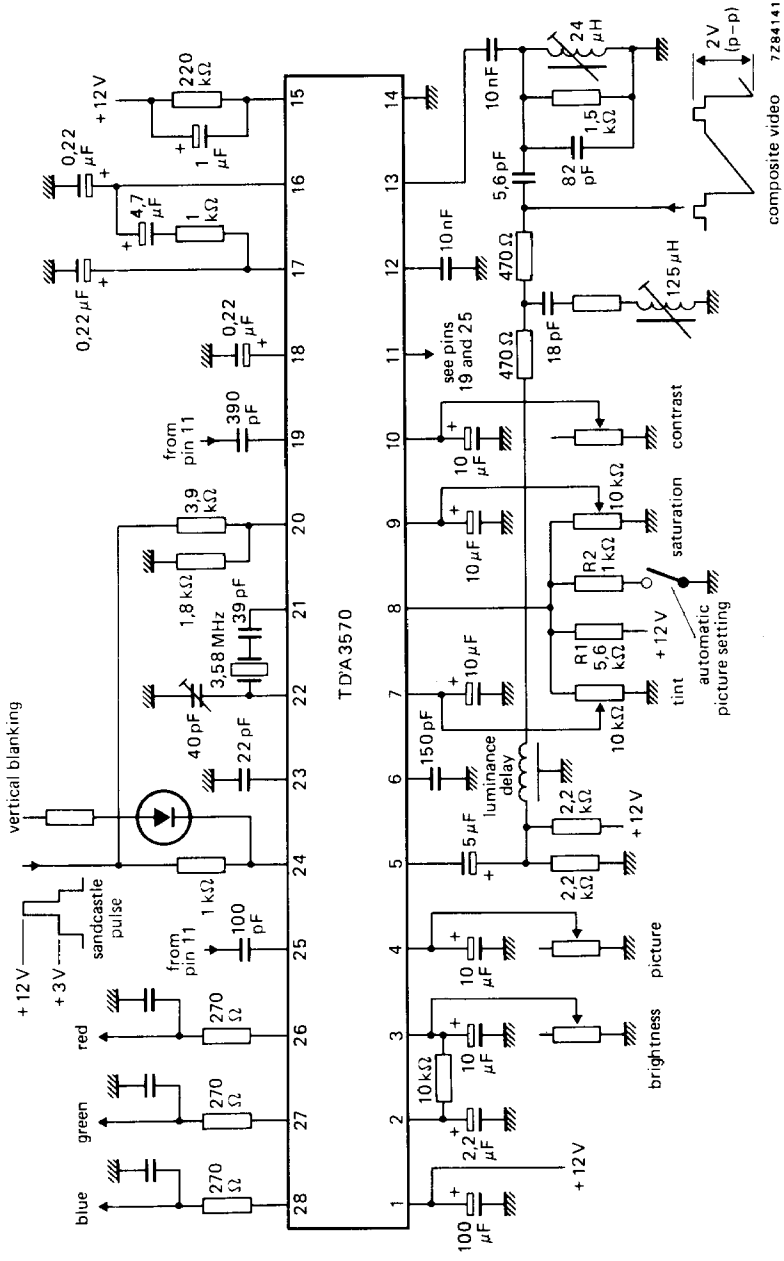 vertical blanking
+12V
+3V
sandcastle
pulse
blue
green
red
270
Ω
270
Ω
270
Ω
from
pin 11
100
pF
1 kΩ
22 pF
40 pF
3,58 MHz
39 pF
1,8 kΩ
3,9
kΩ
from
pin 11
390
pF
0,22
μF
+
0,22 μF
+
4,7
μF
+
1
kΩ
0,22
μF
+
+12V
220
kΩ
+
1
μF
28
27
26
25
24
23
22
21
20
19
18
17
16
15
TDA3570
1
2
3
4
5
6
7
8
9
10
11
12
13
14
100
μF
+
+12V
2,2
μF
+
10 kΩ
10
μF
+
brightness
10
μF
+
picture
5 μF
+
2,2
kΩ
2,2
kΩ
+12V
luminance
delay
150 pF
10 μF
+
10 kΩ
tint
R1
5,6
kΩ
+12V
R2
1 kΩ
automatic
picture setting
10 μF
+
10 kΩ
saturation
10
μF
+
contrast
see pins
19 and 25
470 Ω
470 Ω
18 pF
125 μH
10 nF
5,6 pF
82
pF
1,5
kΩ
10 nF
24
μH
2V
(p-p)
composite video
7Z84141